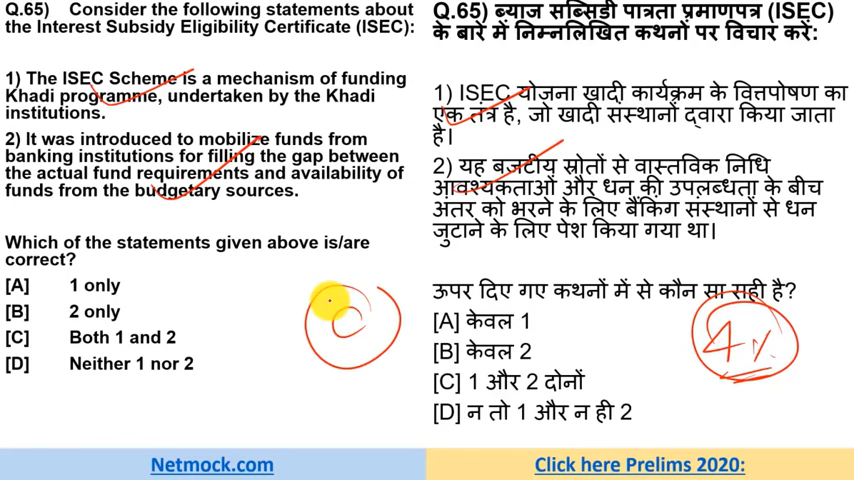 Q.65) Consider the following statements about
the Interest Subsidy Eligibility Certificate (ISEC):
1) The ISEC Scheme is a mechanism of funding
Khadi programme, undertaken by the Khadi
institutions.
2) It was introduced to mobilize funds from
banking institutions for filling the gap between
the actual fund requirements and availability of
funds from the budgetary sources.
Which of the statements given above is/are
correct?
[A] 1 only
[B] 2 only
[C] Both 1 and 2
[D] Neither 1 nor 2
C
Q.65) ब्याज सब्सिडी पात्रता प्रमाणपत्र (ISEC)
के बारे में निम्नलिखित कथनों पर विचार करें:
1) ISEC योजना खादी कार्यक्रम के वित्तपोषण का
एक तंत्र है, जो खादी संस्थानों द्वारा किया जाता
है।
2) यह बजटीय स्रोतों से वास्तविक निधि
आवश्यकताओं और धन की उपलब्धता के बीच
अंतर को भरने के लिए बैंकिंग संस्थानों से धन
जुटाने के लिए पेश किया गया था।
ऊपर दिए गए कथनों में से कौन सा सही है?
[A] केवल 1
[B] केवल 2
[C] 1 और 2 दोनों
[D] न तो 1 और न ही 2
4%
Netmock.com
Click here Prelims 2020: